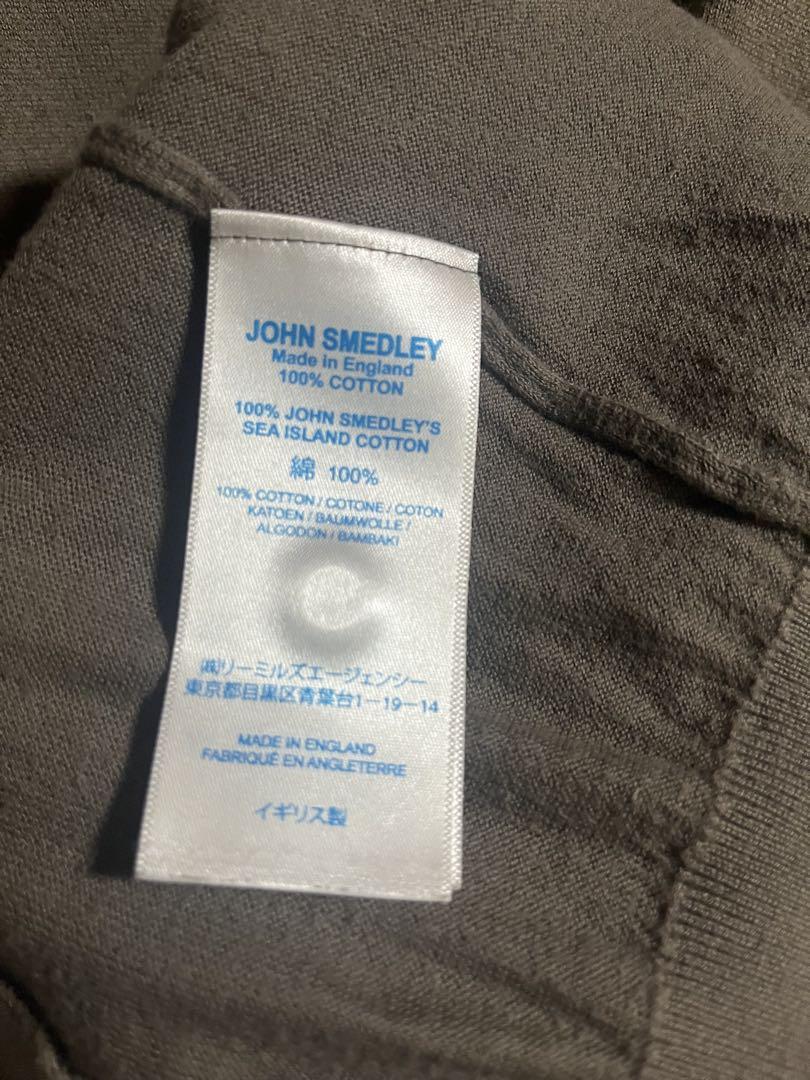 JOHN SMEDLEY
Made in England
100% COTTON
100% JOHN SMEDLEY'S
SEA ISLAND COTTON
綿 100%
100% COTTON / COTONE / COTON
KATOEN / BAUMWOLLE /
ALGODON / BAMBAKI
㈱リーミルズエージェンシー
東京都目黒区青葉台1-19-14
MADE IN ENGLAND
FABRIQUÉ EN ANGLETERRE
イギリス製